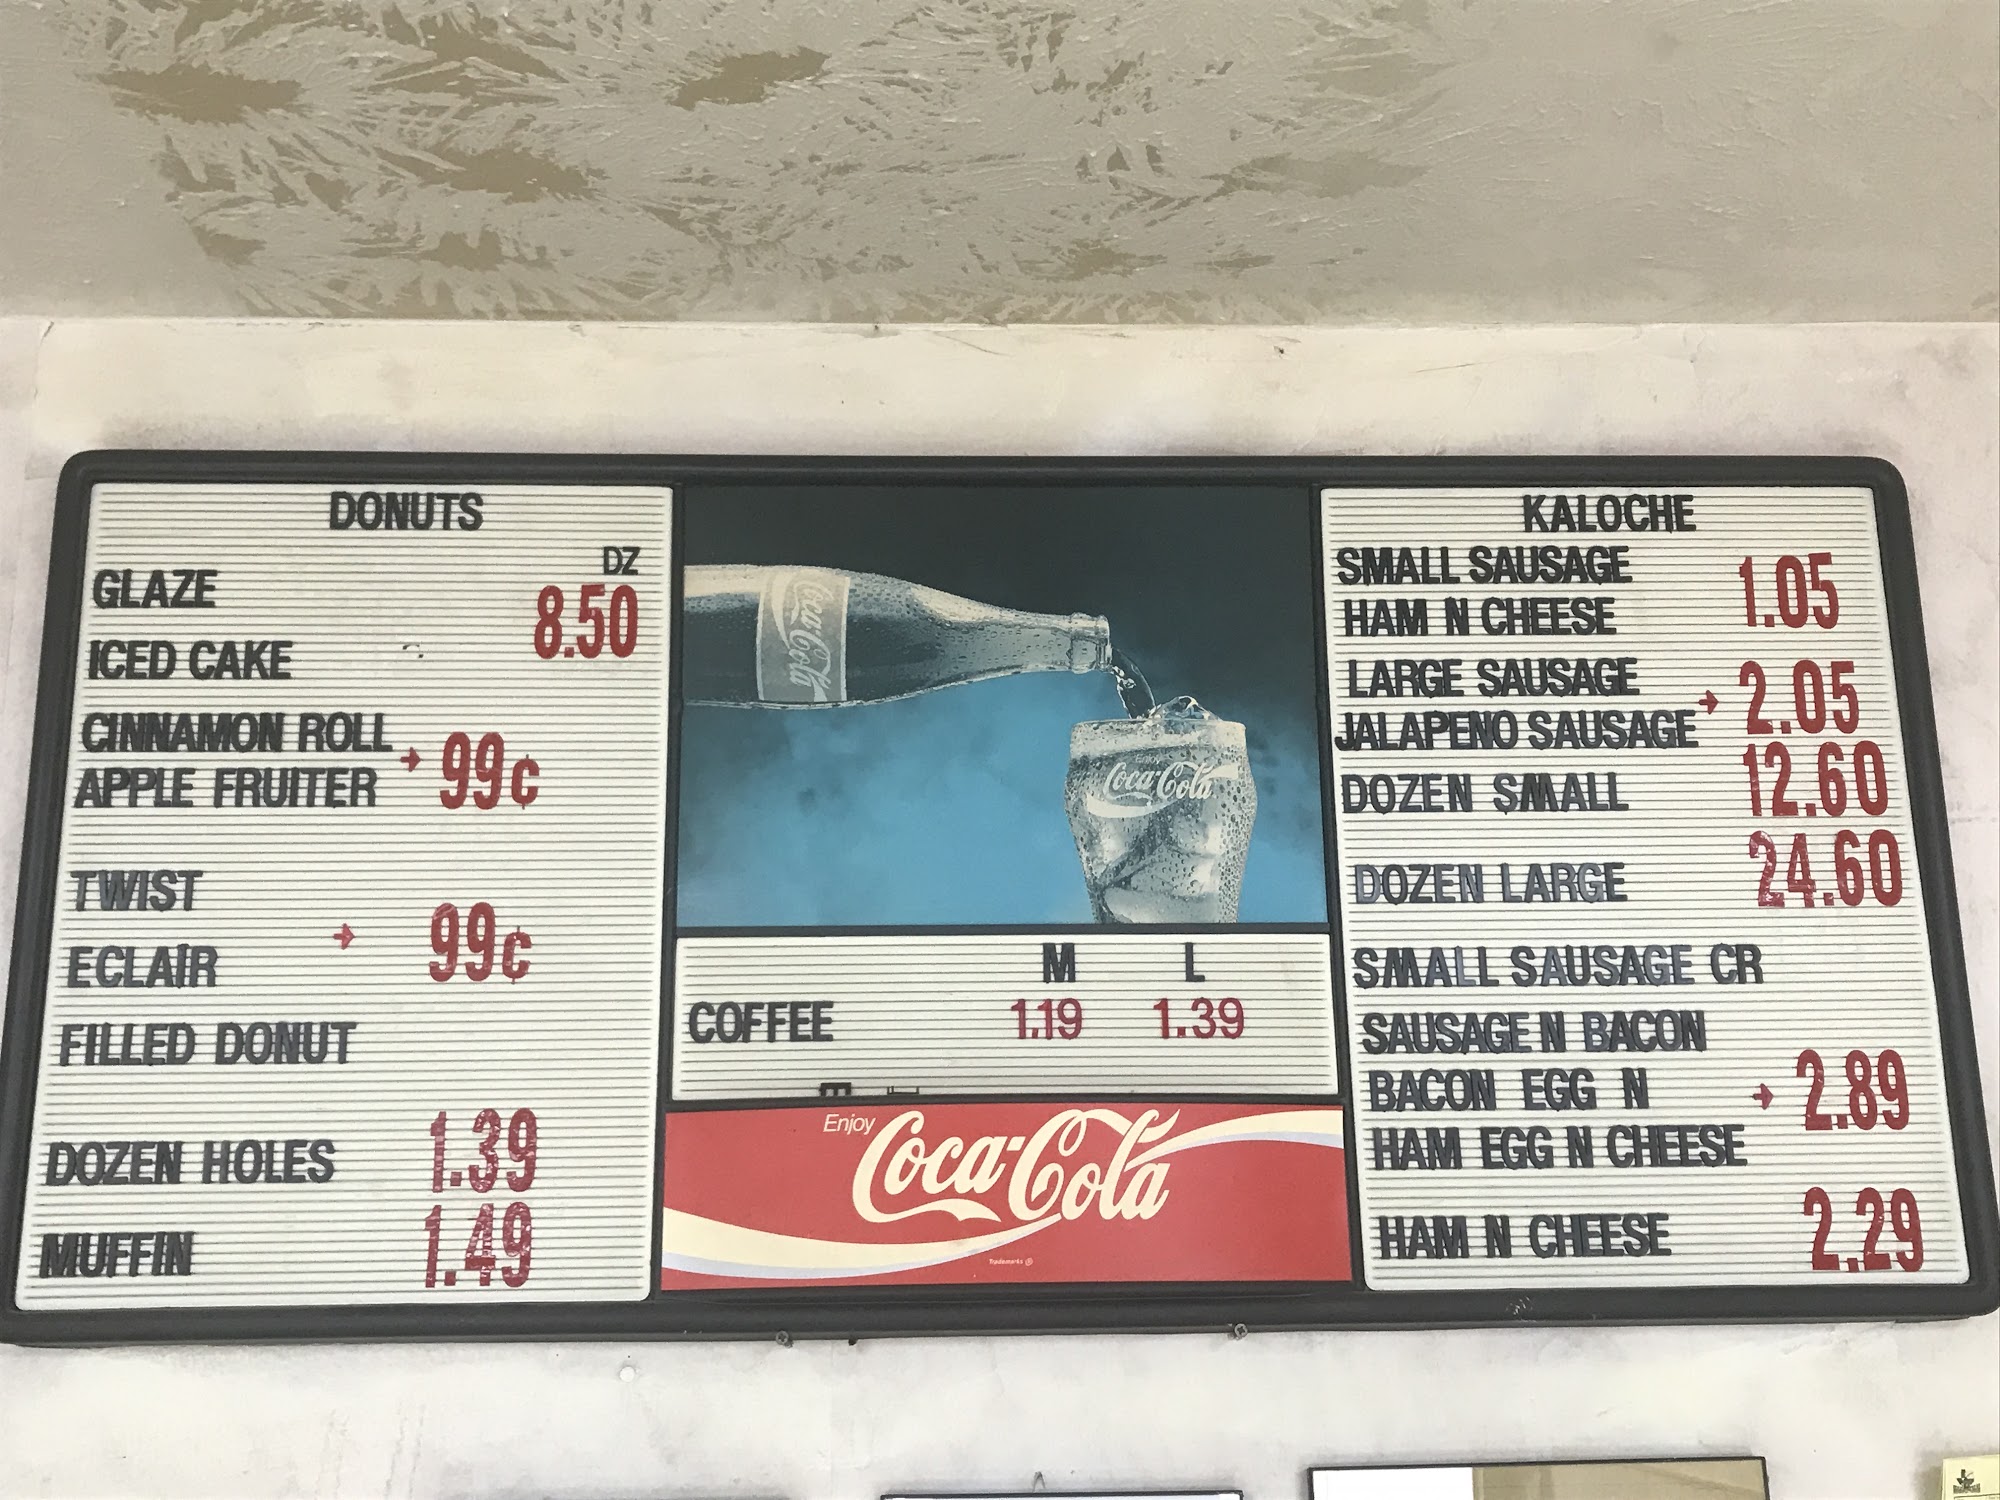 DONUTS
DZ
GLAZE
8.50
ICED CAKE
CINNAMON ROLL
APPLE FRUITER
99¢
TWIST
ECLAIR
99¢
FILLED DONUT
DOZEN HOLES 1.39
MUFFIN 1.49
Coca-Cola
Enjoy
Coca-Cola
M L
COFFEE 1.19 1.39
Enjoy
Coca-Cola
Trademark ®
KALOCHE
SMALL SAUSAGE
HAM N CHEESE
1.05
LARGE SAUSAGE
JALAPENO SAUSAGE
2.05
DOZEN SMALL 12.60
DOZEN LARGE 24.60
SMALL SAUSAGE CR
SAUSAGE N BACON
BACON EGG N
HAM EGG N CHEESE
2.89
HAM N CHEESE 2.29